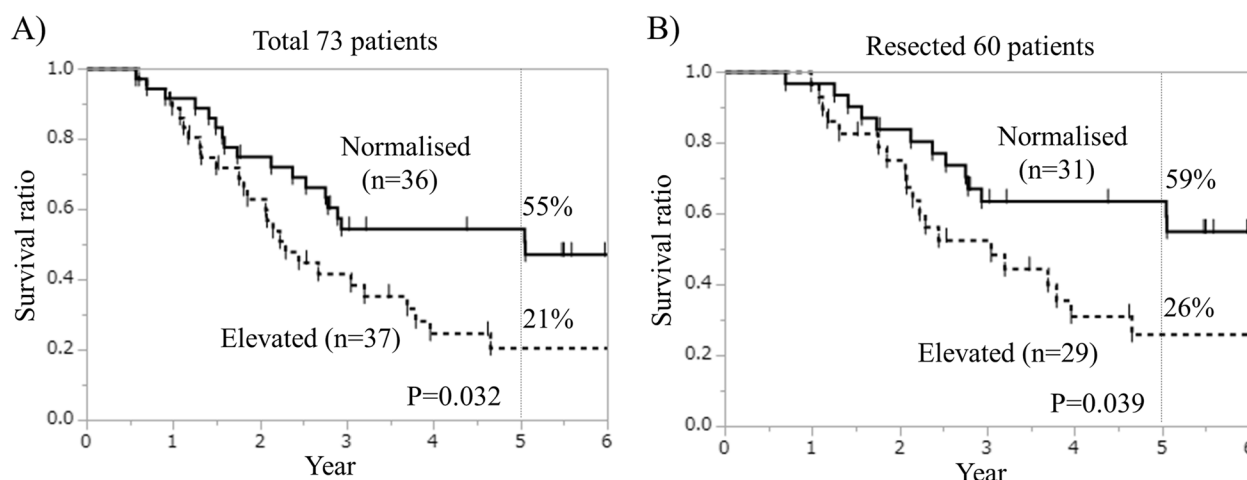 A)
Total 73 patients
Survival ratio
1.0
0.8
0.6
0.4
0.2
0.0
Normalised
(n=36)
55%
21%
Elevated (n=37)
P=0.032
0 1 2 3 4 5 6
Year
B)
Resected 60 patients
Survival ratio
1.0
0.8
0.6
0.4
0.2
0.0
Normalised
(n=31)
59%
26%
Elevated (n=29)
P=0.039
0 1 2 3 4 5 6
Year